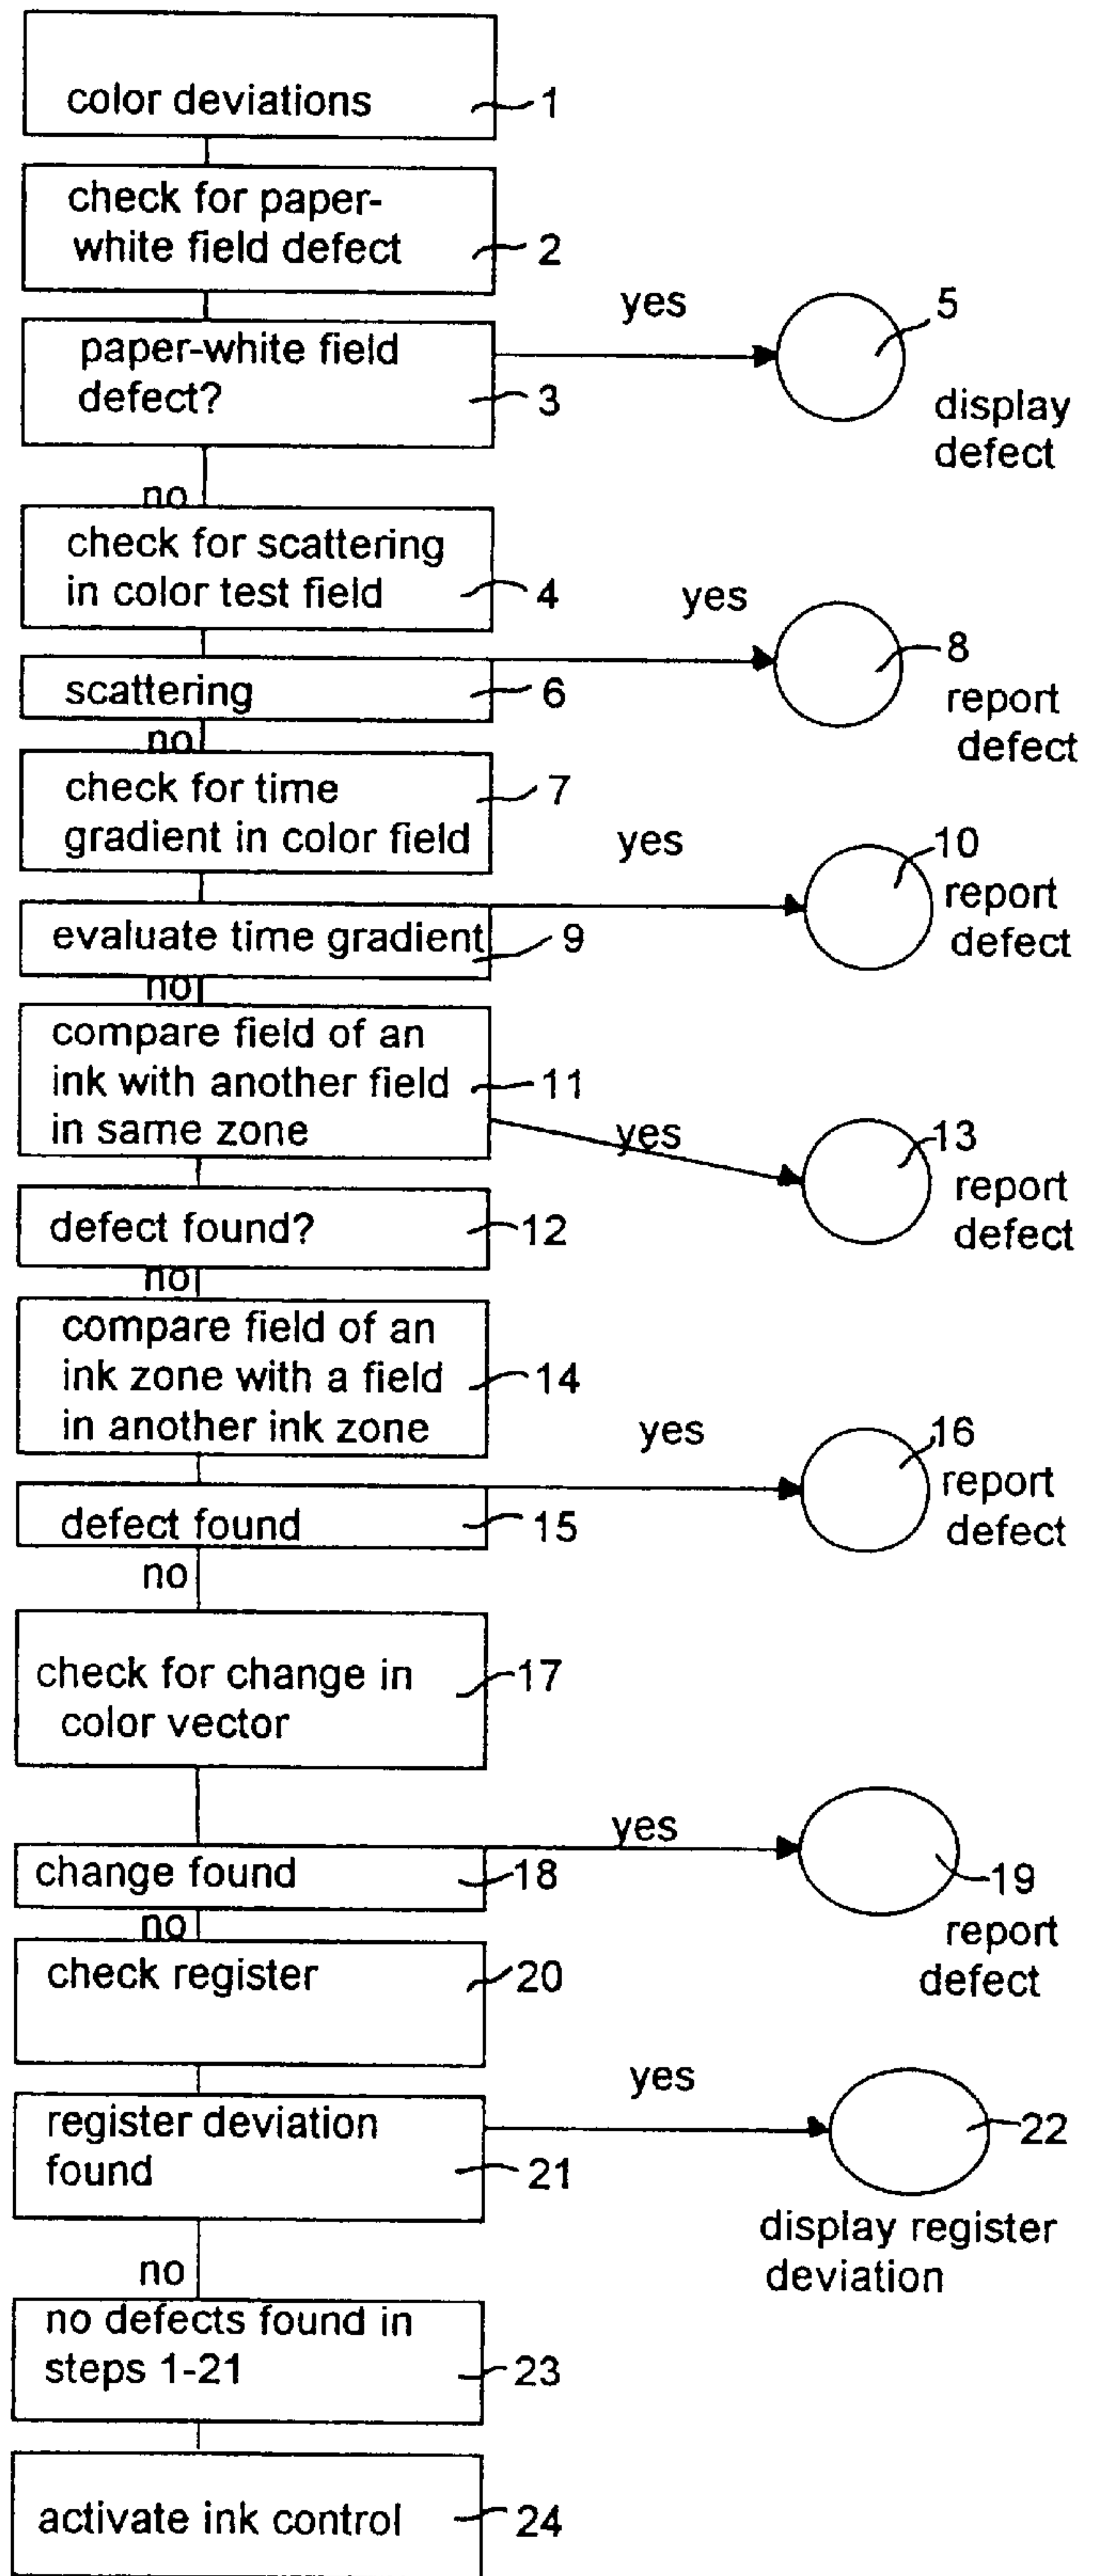 color deviations
1
check for paper-
white field defect
2
paper-white field
defect?
3
yes
5
display
defect
no
check for scattering
in color test field
4
yes
8
report
defect
scattering
6
no
check for time
gradient in color field
7
yes
10
report
defect
evaluate time gradient
9
no
compare field of an
ink with another field
in same zone
11
yes
13
report
defect
defect found?
12
no
compare field of an
ink zone with a field
in another ink zone
14
yes
16
report
defect
defect found
15
no
check for change in
color vector
17
yes
19
report
defect
change found
18
no
check register
20
yes
22
display register
deviation
register deviation
found
21
no
no defects found in
steps 1-21
23
activate ink control
24